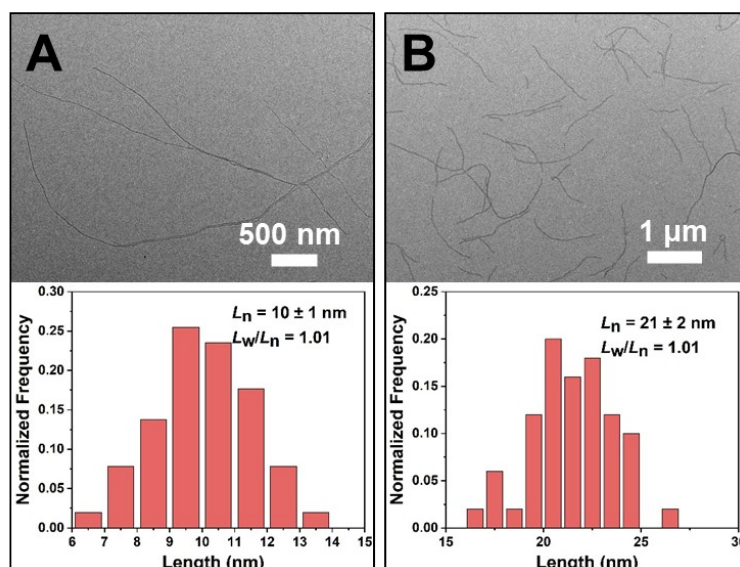 A
500 nm
0.30
0.25
0.20
0.15
0.10
0.05
0.00
Normalized Frequency
Ln = 10 ± 1 nm
Lw/Ln = 1.01
6 7 8 9 10 11 12 13 14 15
Length (nm)
B
1 µm
0.25
0.20
0.15
0.10
0.05
0.00
Normalized Frequency
Ln = 21 ± 2 nm
Lw/Ln = 1.01
15 20 25 30
Length (nm)